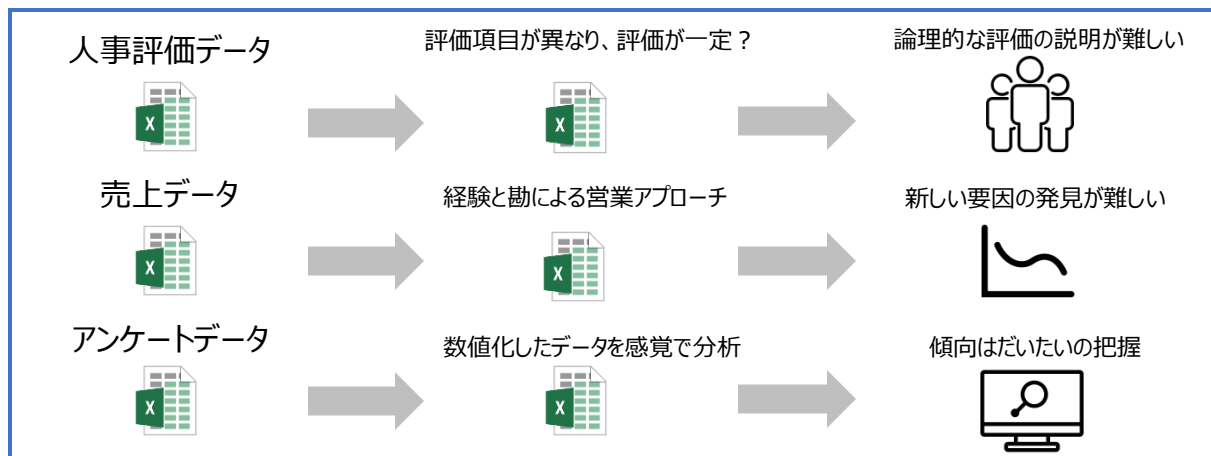 人事評価データ
評価項目が異なり、評価が一定？
論理的な評価の説明が難しい
X
X
売上データ
経験と勘による営業アプローチ
新しい要因の発見が難しい
X
X
アンケートデータ
数値化したデータを感覚で分析
傾向はだいたいの把握
X
X